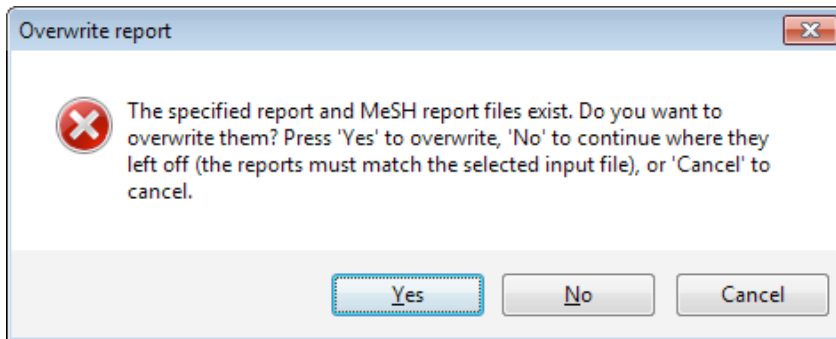 Overwrite report
The specified report and MeSH report files exist. Do you want to
overwrite them? Press 'Yes' to overwrite, 'No' to continue where they
left off (the reports must match the selected input file), or 'Cancel' to
cancel.
Yes
No
Cancel